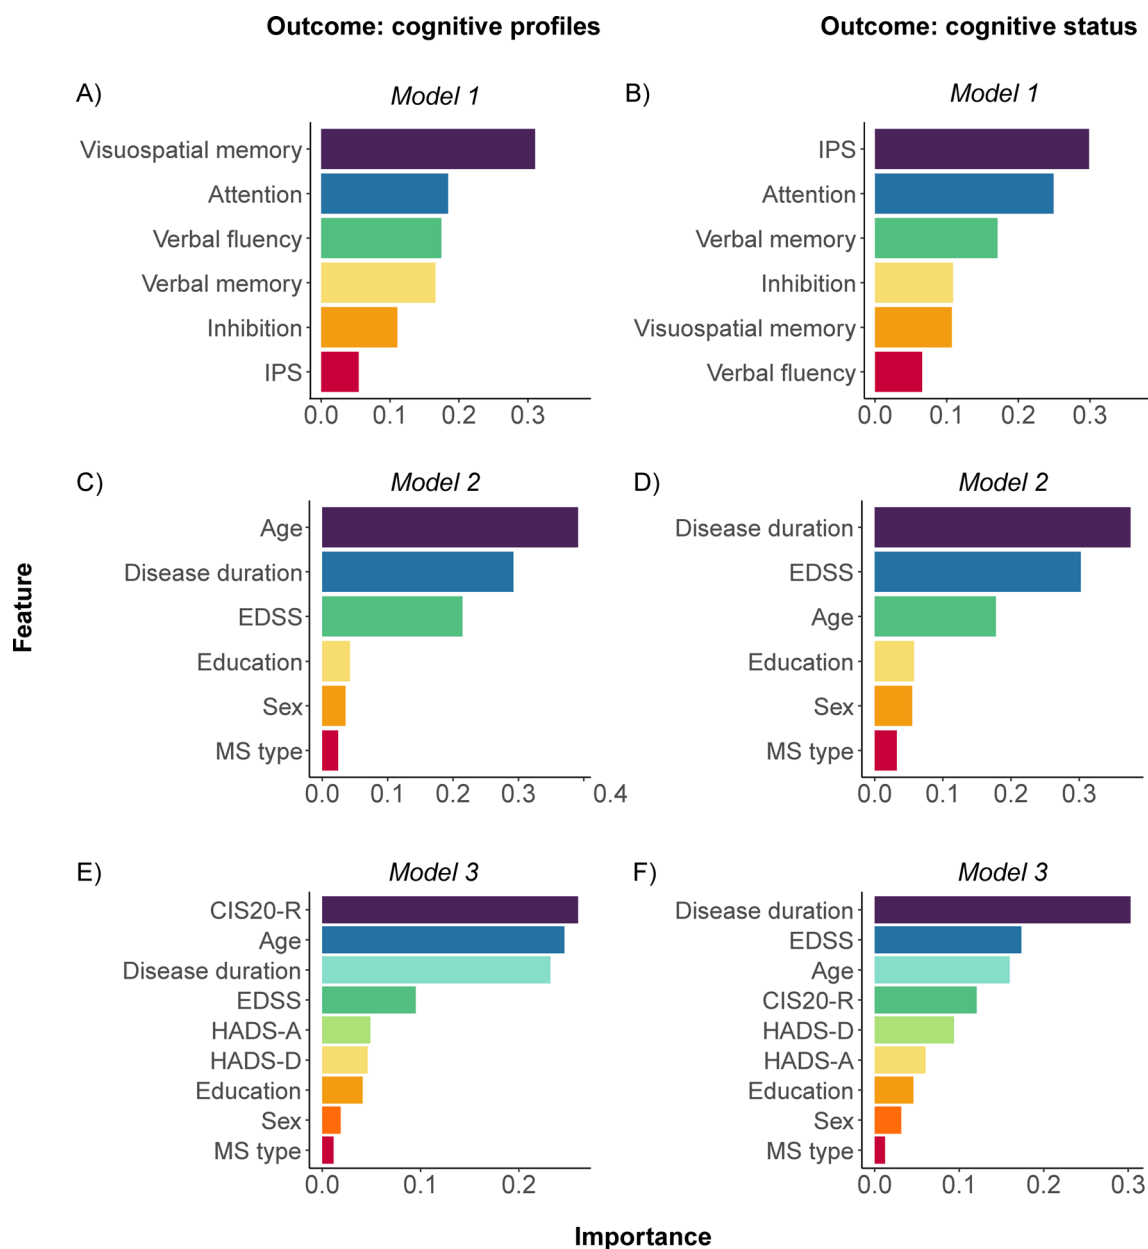 Outcome: cognitive profiles
Outcome: cognitive status
A)
Model 1
Visuospatial memory
Attention
Verbal fluency
Verbal memory
Inhibition
IPS
0.0 0.1 0.2 0.3
B)
Model 1
IPS
Attention
Verbal memory
Inhibition
Visuospatial memory
Verbal fluency
0.0 0.1 0.2 0.3
C)
Model 2
Age
Disease duration
EDSS
Education
Sex
MS type
0.0 0.1 0.2 0.3 0.4
D)
Model 2
Disease duration
EDSS
Age
Education
Sex
MS type
0.0 0.1 0.2 0.3
E)
Model 3
CIS20-R
Age
Disease duration
EDSS
HADS-A
HADS-D
Education
Sex
MS type
0.0 0.1 0.2
F)
Model 3
Disease duration
EDSS
Age
CIS20-R
HADS-D
HADS-A
Education
Sex
MS type
0.0 0.1 0.2 0.3
Feature
Importance